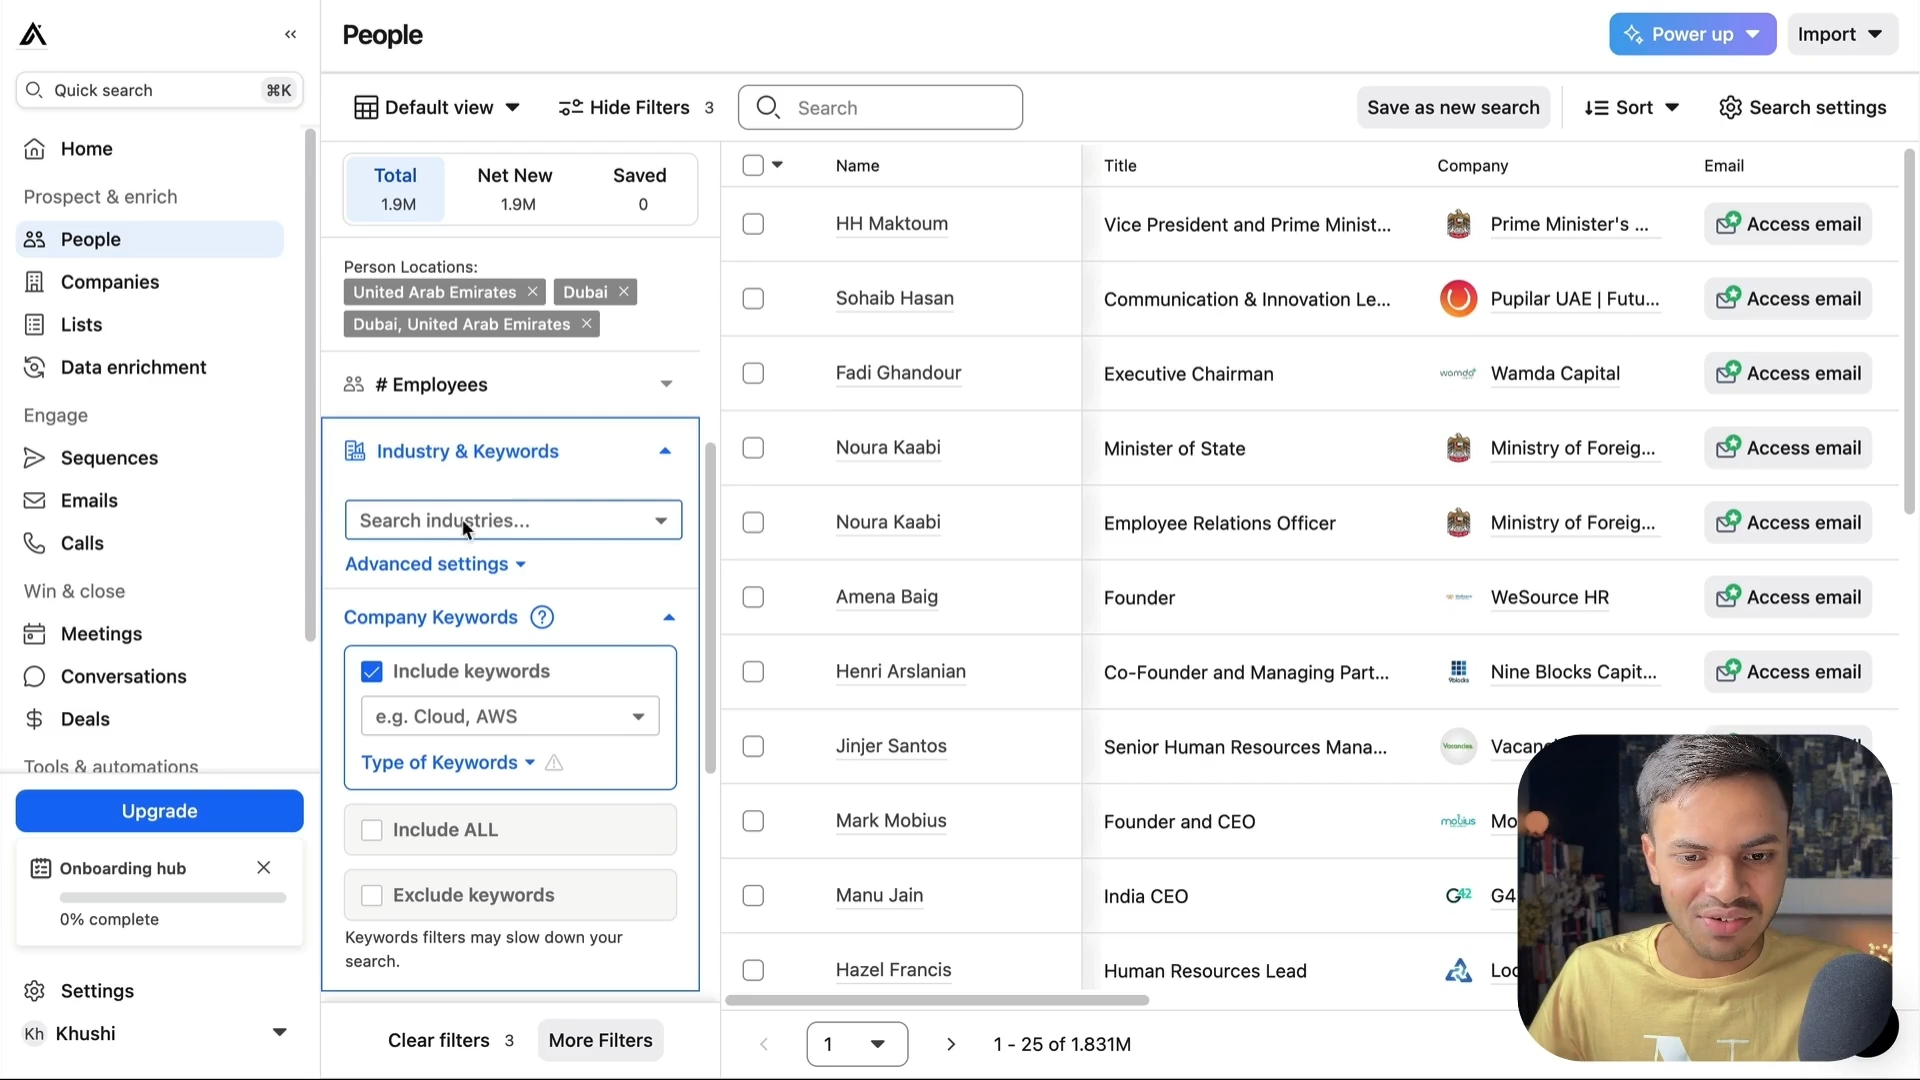 People
Power up
Import
Quick search
⌘K
Default view
Hide Filters 3
Search
Save as new search
Sort
Search settings
Home
Prospect & enrich
People
Companies
Lists
Data enrichment
Engage
Sequences
Emails
Calls
Win & close
Meetings
Conversations
Deals
Tools & automations
Upgrade
Onboarding hub
0% complete
Settings
Kh Khushi
Total
1.9M
Net New
1.9M
Saved
0
Person Locations:
United Arab Emirates
Dubai
Dubai, United Arab Emirates
# Employees
Industry & Keywords
Search industries...
Advanced settings
Company Keywords
Include keywords
e.g. Cloud, AWS
Type of Keywords
Include ALL
Exclude keywords
Keywords filters may slow down your
search.
Clear filters 3
More Filters
Name Title Company Email
HH Maktoum Vice President and Prime Minist... Prime Minister's ... Access email
Sohaib Hasan Communication & Innovation Le... Pupilar UAE | Futu... Access email
Fadi Ghandour Executive Chairman wamda Wamda Capital Access email
Noura Kaabi Minister of State Ministry of Foreig... Access email
Noura Kaabi Employee Relations Officer Ministry of Foreig... Access email
Amena Baig Founder WeSource HR Access email
Henri Arslanian Co-Founder and Managing Part... 9blocks Nine Blocks Capit... Access email
Jinjer Santos Senior Human Resources Mana... Vacancies. Vacan
Mark Mobius Founder and CEO mobius Mo
Manu Jain India CEO G42 G4
Hazel Francis Human Resources Lead Loc
1
1 - 25 of 1.831M